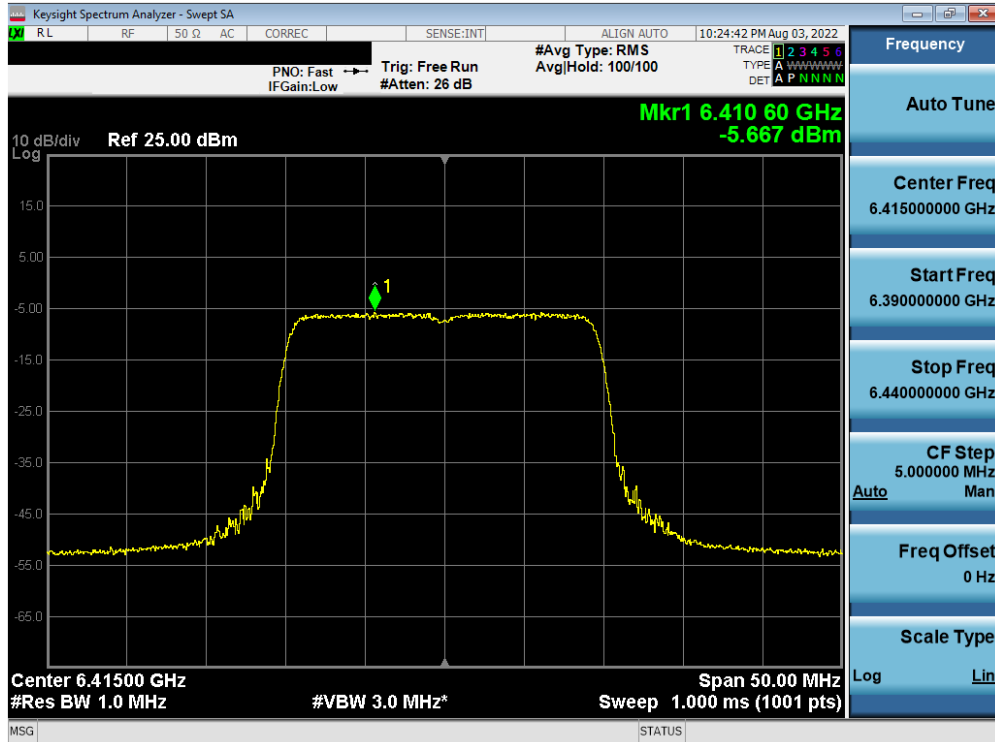 Keysight Spectrum Analyzer - Swept SA
LXI RL RF 50 Ω AC CORREC SENSE:INT ALIGN AUTO 10:24:42 PM Aug 03, 2022
PNO: Fast
IFGain:Low
Trig: Free Run
#Atten: 26 dB
#Avg Type: RMS
Avg|Hold: 100/100
TRACE 1 2 3 4 5 6
TYPE A WWWWW
DET A P N N N N
Mkr1 6.410 60 GHz
-5.667 dBm
10 dB/div Ref 25.00 dBm
Log
15.0
5.00
1
-5.00
-15.0
-25.0
-35.0
-45.0
-55.0
-65.0
Center 6.41500 GHz Span 50.00 MHz
#Res BW 1.0 MHz #VBW 3.0 MHz* Sweep 1.000 ms (1001 pts)
MSG STATUS
Frequency
Auto Tune
Center Freq
6.415000000 GHz
Start Freq
6.390000000 GHz
Stop Freq
6.440000000 GHz
CF Step
5.000000 MHz
Auto Man
Freq Offset
0 Hz
Scale Type
Log Lin